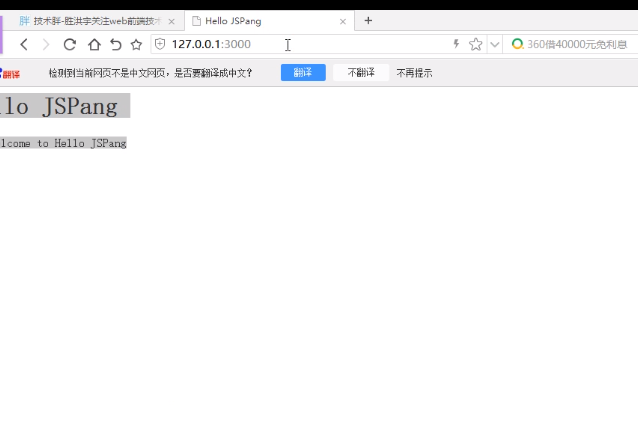 胖 技术胖-胜洪宇关注web前端技术
Hello JSPang
127.0.0.1:3000
360借40000元免利息
翻译 检测到当前网页不是中文网页，是否要翻译成中文？ 翻译 不翻译 不再提示
llo JSPang
lcome to Hello JSPang